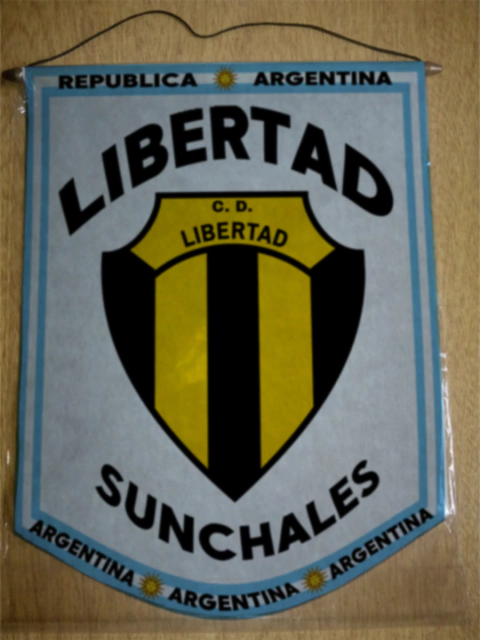 REPUBLICA ARGENTINA
LIBERTAD
C. D.
LIBERTAD
SUNCHALES
ARGENTINA ARGENTINA ARGENTINA